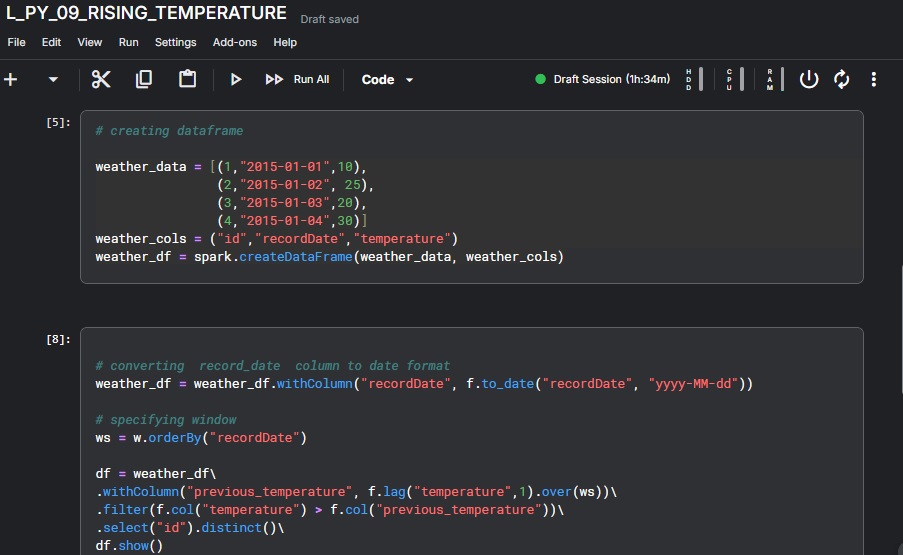 L_PY_09_RISING_TEMPERATURE Draft saved
File Edit View Run Settings Add-ons Help
+ Run All Code Draft Session (1h:34m) HDD CPU RAM
[5]:
# creating dataframe
weather_data = [(1,"2015-01-01",10),
(2,"2015-01-02", 25),
(3,"2015-01-03",20),
(4,"2015-01-04",30)]
weather_cols = ("id","recordDate","temperature")
weather_df = spark.createDataFrame(weather_data, weather_cols)
[8]:
# converting  record_date  column to date format
weather_df = weather_df.withColumn("recordDate", f.to_date("recordDate", "yyyy-MM-dd"))
# specifying window
ws = w.orderBy("recordDate")
df = weather_df\
.withColumn("previous_temperature", f.lag("temperature",1).over(ws))\
.filter(f.col("temperature") > f.col("previous_temperature"))\
.select("id").distinct()\
df.show()